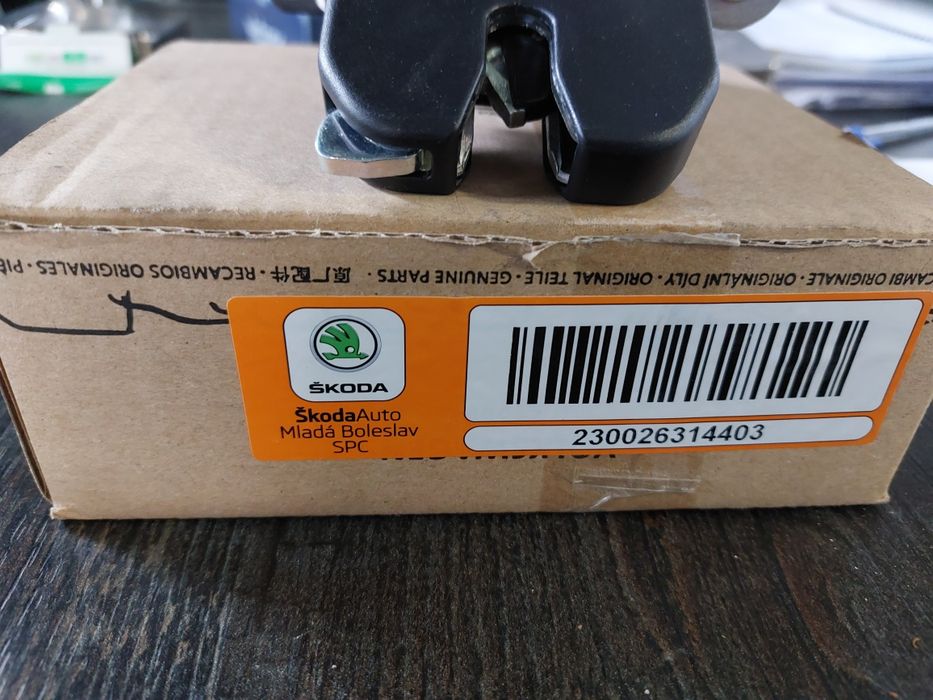 CAMBI ORIGINALE · ORIGINÁLNÍ DÍLY · ORIGINAL TEILE · GENUINE PARTS · 原厂配件 · RECAMBIOS ORIGINALES ·
ŠKODA
ŠkodaAuto
Mladá Boleslav
SPC
230026314403